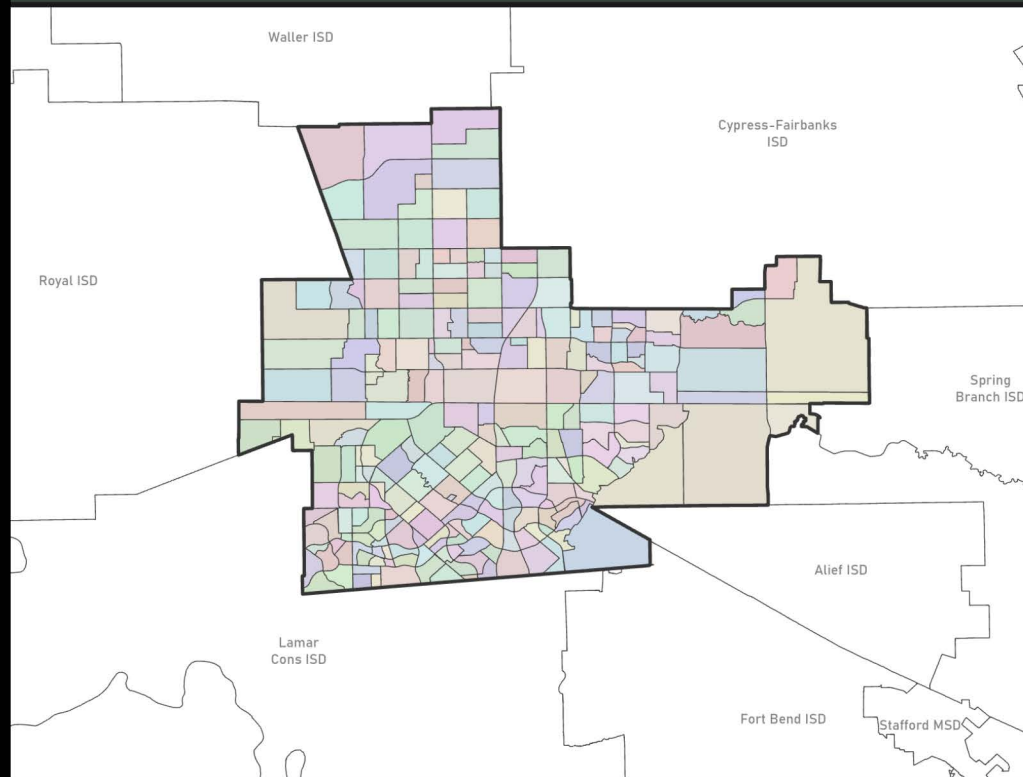 Waller ISD
Cypress-Fairbanks
ISD
Royal ISD
Spring
Branch ISD
Alief ISD
Lamar
Cons ISD
Fort Bend ISD
Stafford MSD